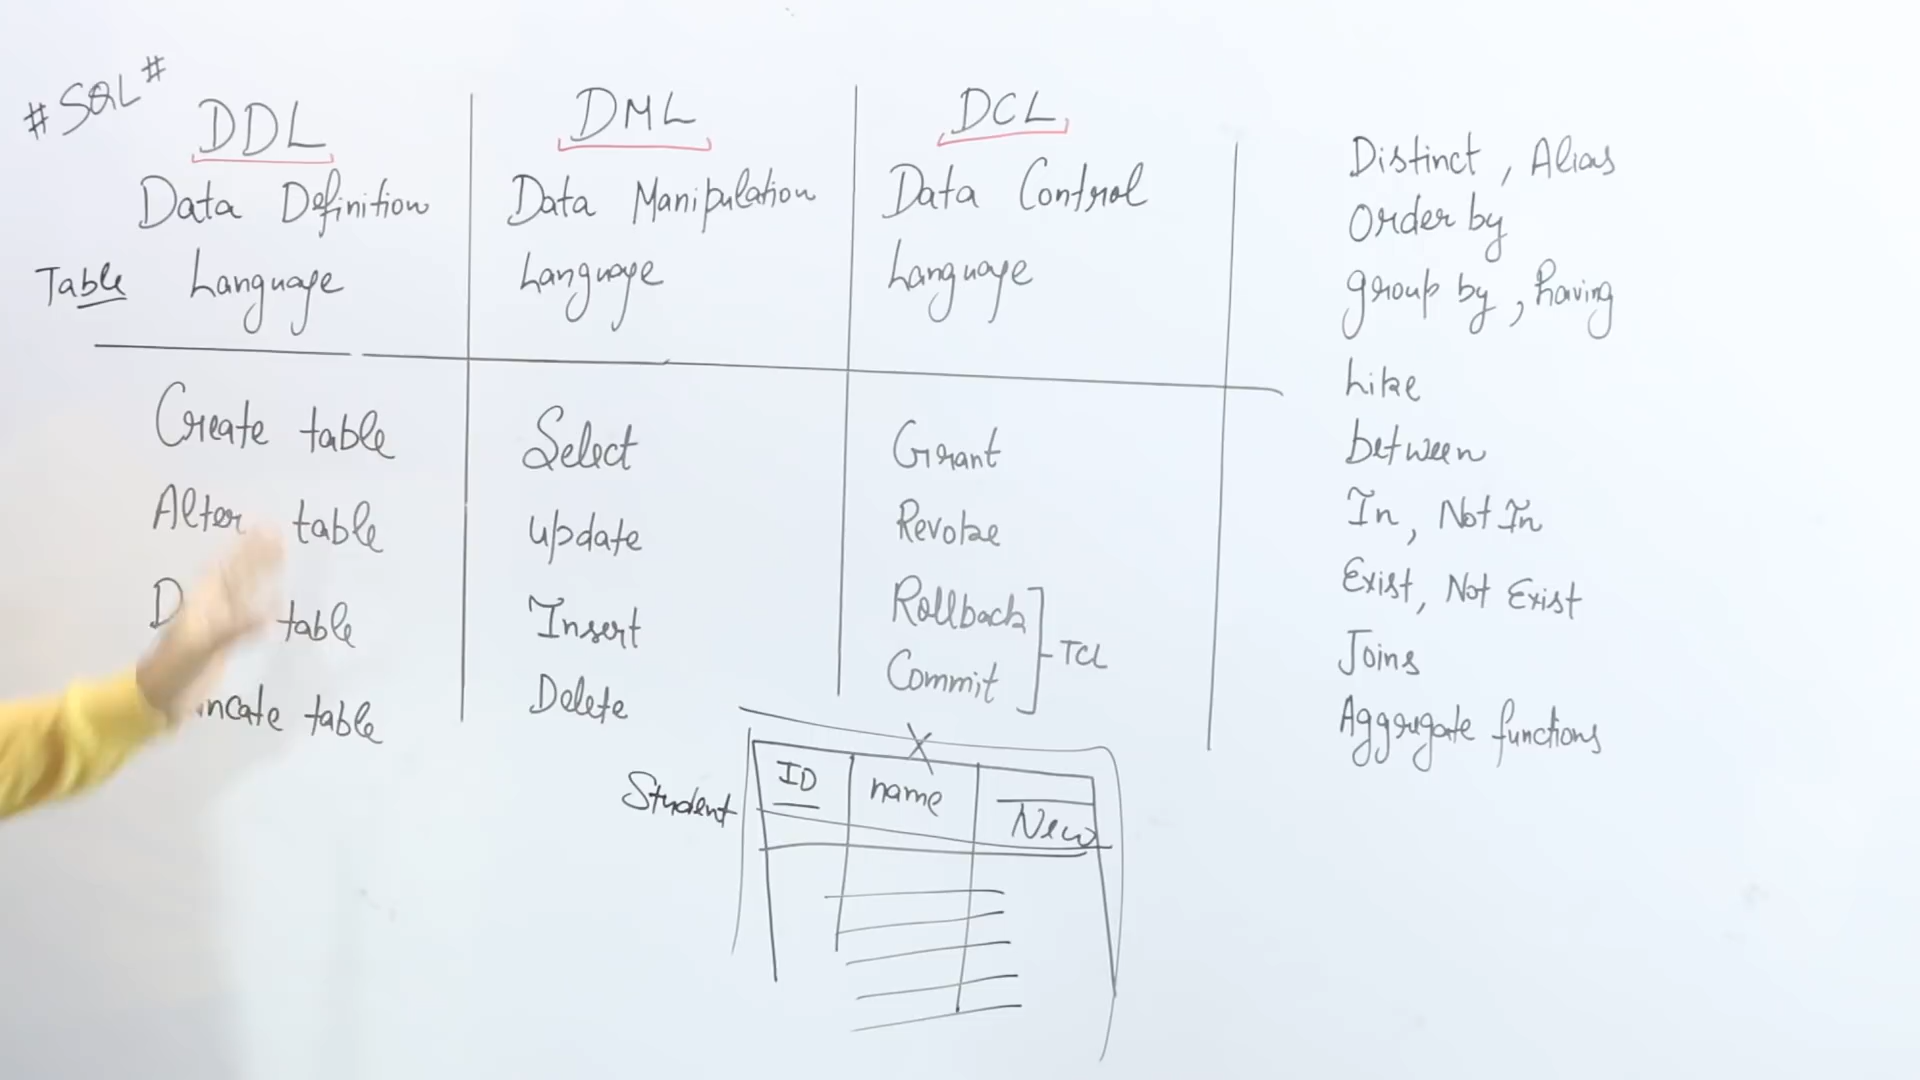 #SQL#
DDL
Data Definition
Language
Table
Create table
Alter table
table
table
DML
Data Manipulation
Language
Select
Update
Insert
Delete
DCL
Data Control
Language
Grant
Revoke
Rollback
Commit
TCL
Distinct, Alias
Order by
group by, having
Like
between
In, Not In
Exist, Not Exist
Joins
Aggregate functions
Student
ID name New
X